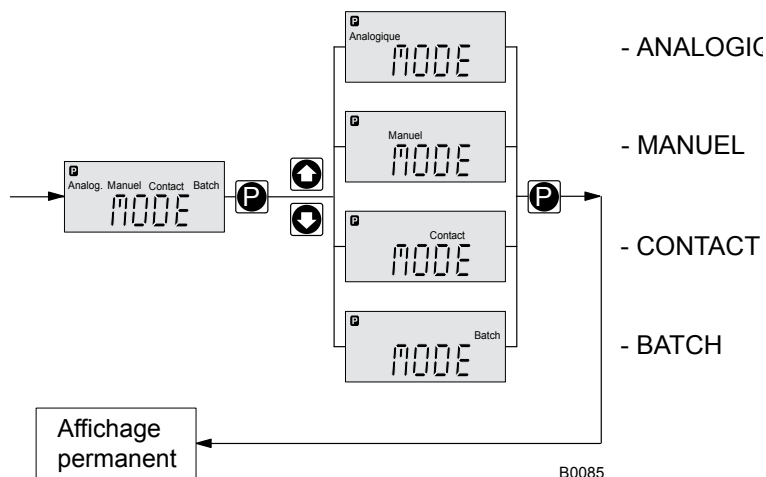 P
Analogique
MODE
- ANALOGIQ
P
Manuel
MODE
- MANUEL
P
Analog. Manuel Contact Batch
MODE
P
P
P
Contact
MODE
- CONTACT
P
Batch
MODE
- BATCH
Affichage
permanent
B0085